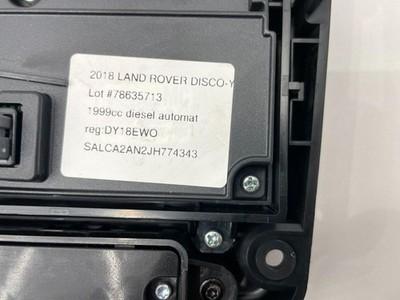 2018 LAND ROVER DISCO-Y
Lot #78635713
1999cc diesel automat
reg:DY18EWO
SALCA2AN2JH774343